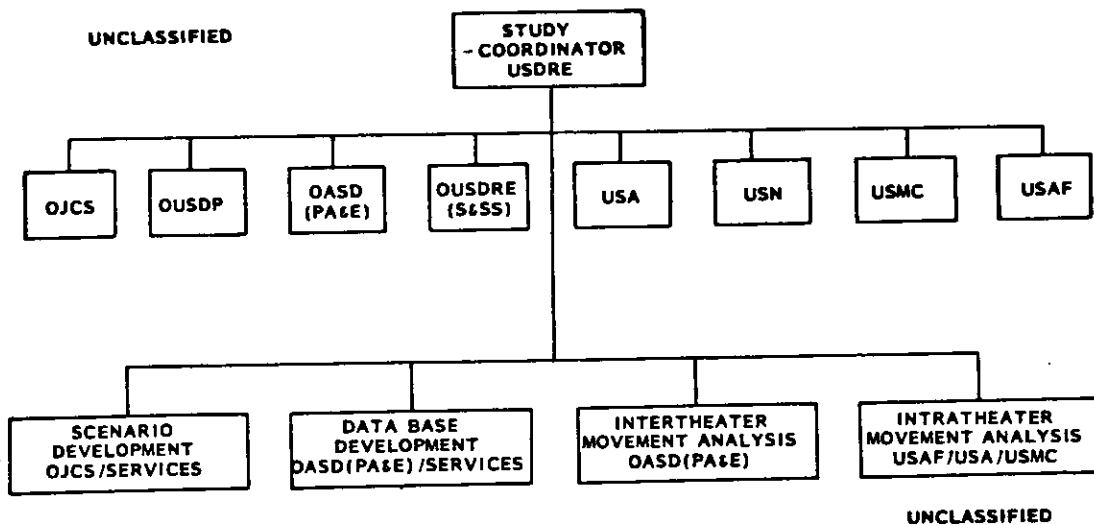 UNCLASSIFIED
STUDY
- COORDINATOR
USDRE
OJCS
OUSDP
OASD
(PA&E)
OUSDRE
(S&SS)
USA
USN
USMC
USAF
SCENARIO
DEVELOPMENT
OJCS/SERVICES
DATA BASE
DEVELOPMENT
OASD(PA&E)/SERVICES
INTERTHEATER
MOVEMENT ANALYSIS
OASD(PA&E)
INTRATHEATER
MOVEMENT ANALYSIS
USAF/USA/USMC
UNCLASSIFIED